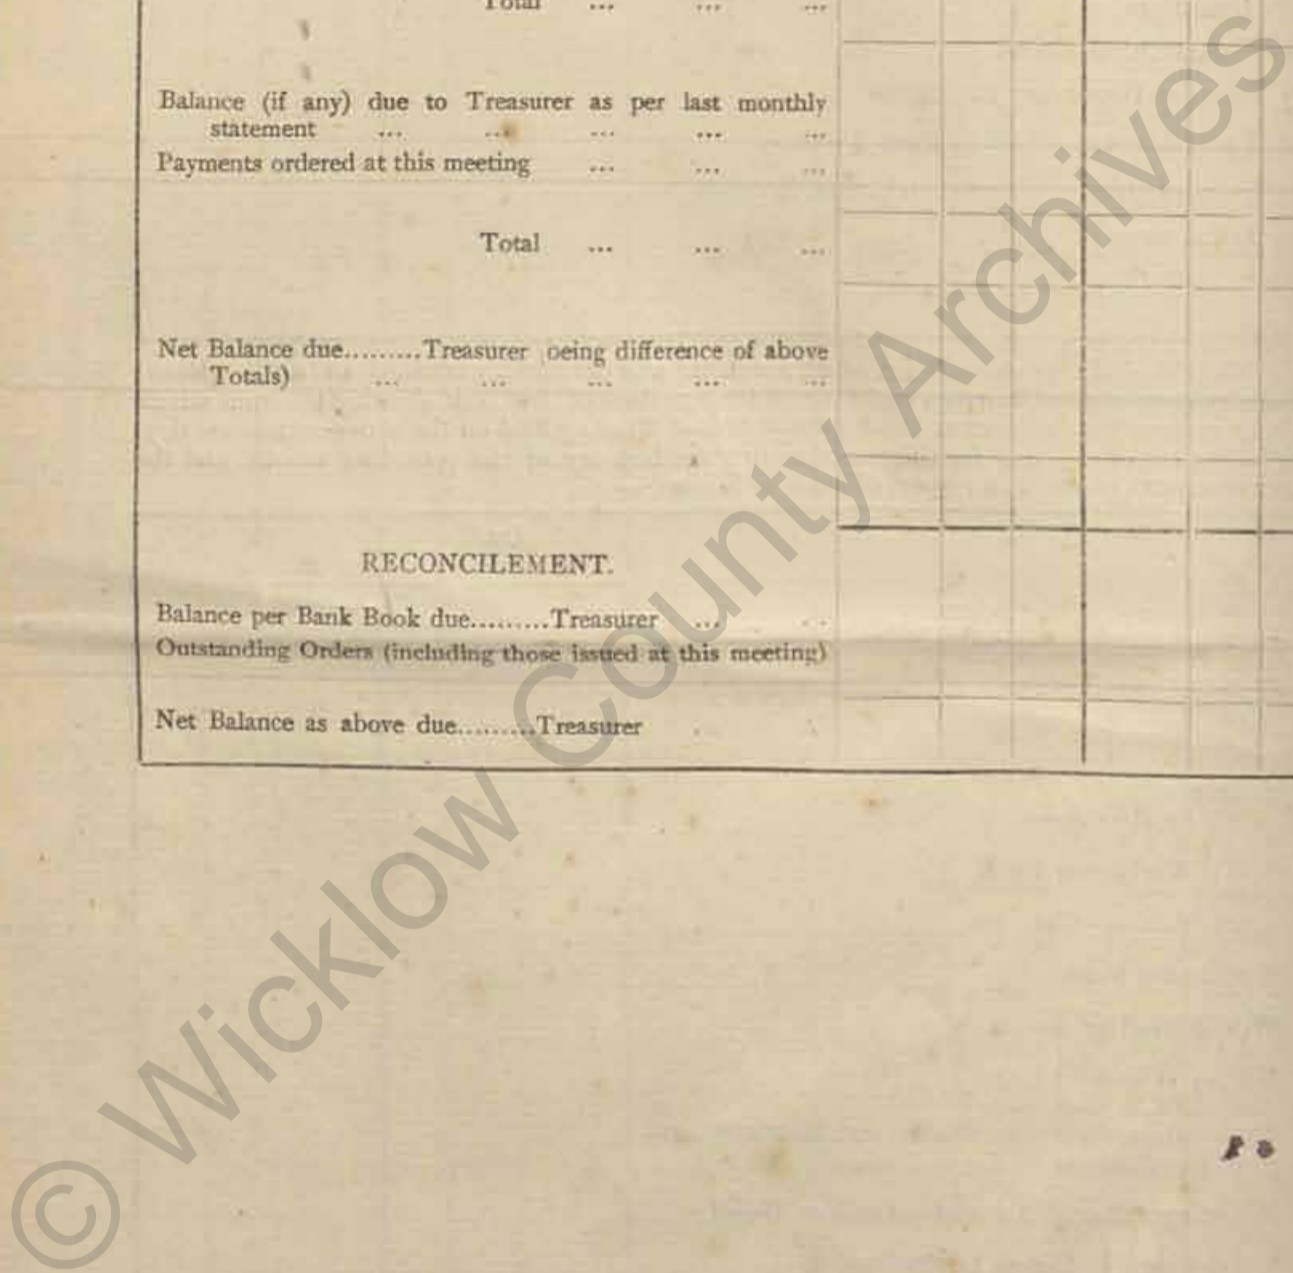 Total ... ... ...
Balance (if any) due to Treasurer as per last monthly
statement ... ... ... ... ...
Payments ordered at this meeting ... ... ...
Total ... ... ...
Net Balance due.........Treasurer oeing difference of above
Totals) ... ... ... ... ...
RECONCILEMENT.
Balance per Bank Book due.........Treasurer ... ..
Outstanding Orders (including those issued at this meeting)
Net Balance as above due.........Treasurer
© Wicklow County Archives